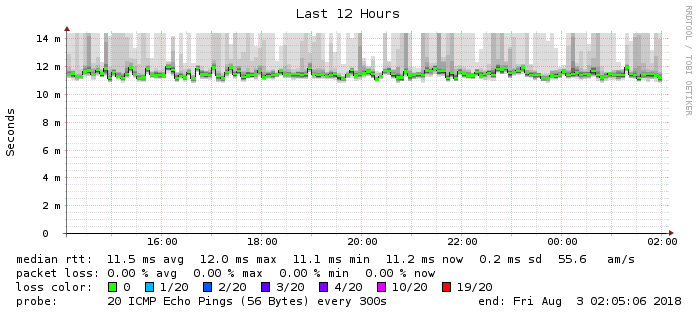 Last 12 Hours
RRDTOOL / TOBI OETIKER
Seconds
14 m
12 m
10 m
8 m
6 m
4 m
2 m
0
16:00 18:00 20:00 22:00 00:00 02:00
median rtt: 11.5 ms avg 12.0 ms max 11.1 ms min 11.2 ms now 0.2 ms sd 55.6 am/s
packet loss: 0.00 % avg 0.00 % max 0.00 % min 0.00 % now
loss color: 0 1/20 2/20 3/20 4/20 10/20 19/20
probe: 20 ICMP Echo Pings (56 Bytes) every 300s end: Fri Aug 3 02:05:06 2018